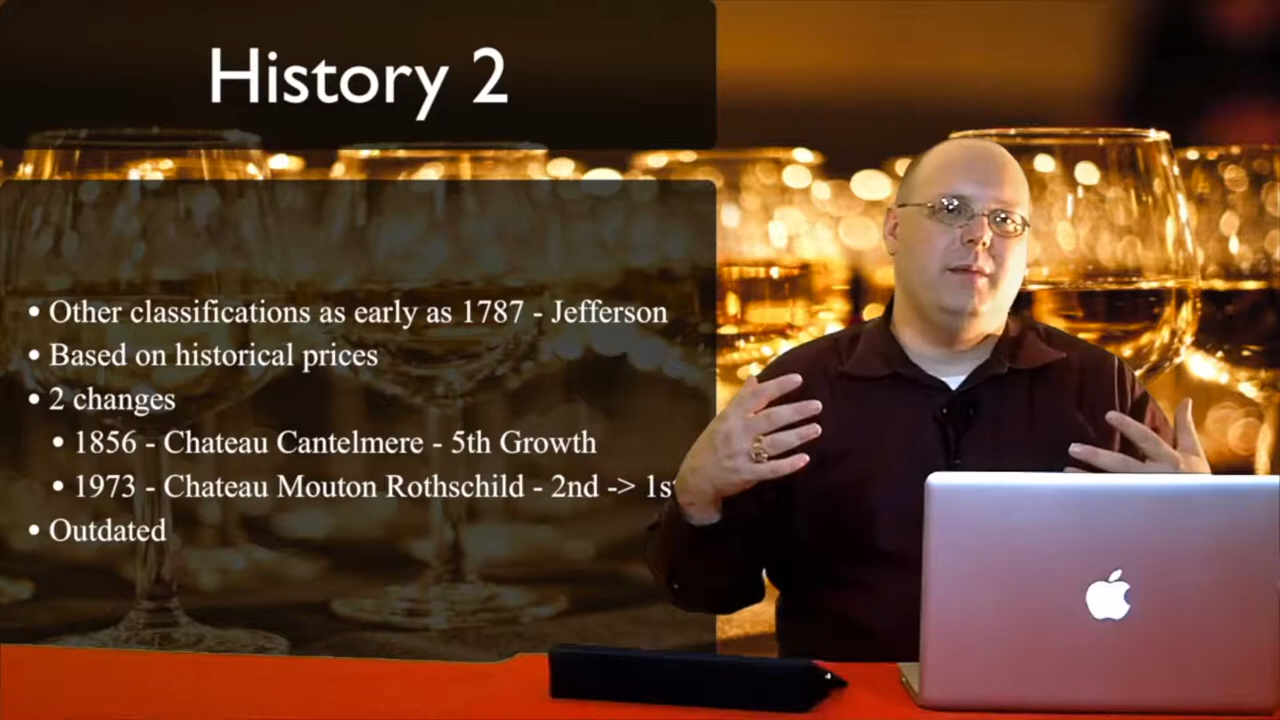 History 2
• Other classifications as early as 1787 - Jefferson
• Based on historical prices
• 2 changes
• 1856 - Chateau Cantelmere - 5th Growth
• 1973 - Chateau Mouton Rothschild - 2nd -> 1st
• Outdated